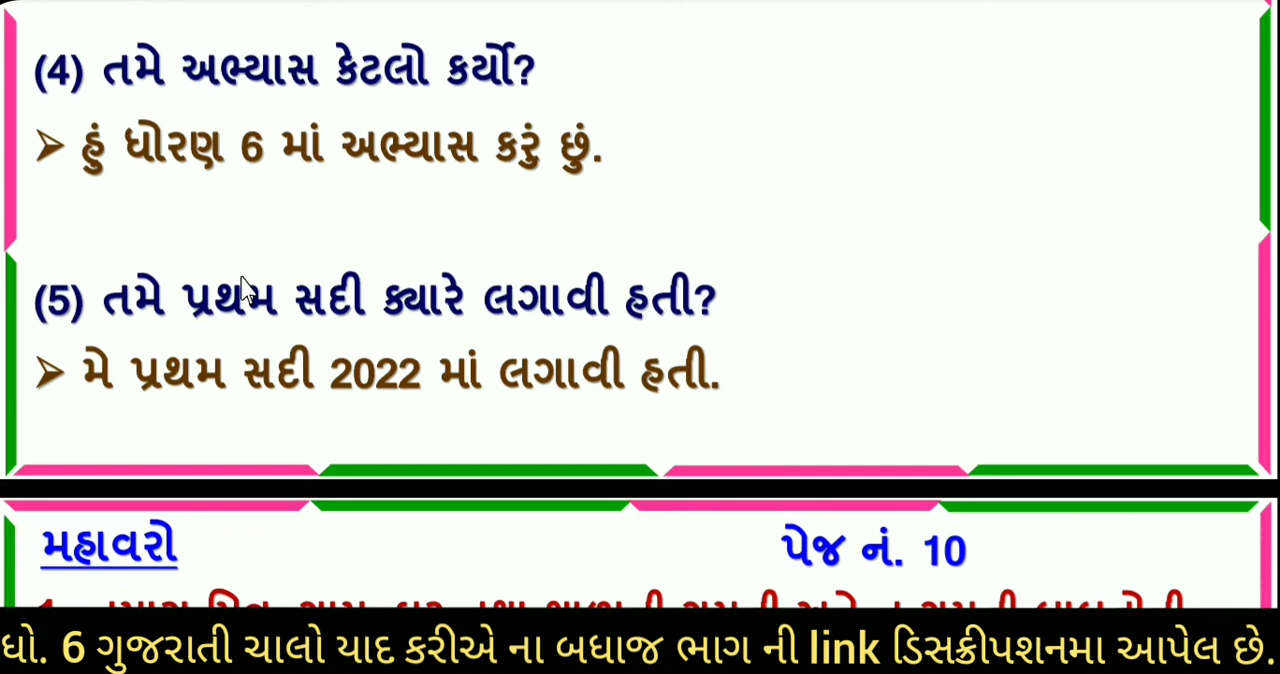 (4) તમે અભ્યાસ કેટલો કર્યો?
➢ હું ધોરણ 6 માં અભ્યાસ કરું છું.
(5) તમે પ્રથમ સદી ક્યારે લગાવી હતી?
➢ મે પ્રથમ સદી 2022 માં લગાવી હતી.
મહાવરો પેજ નં. 10
ધો. 6 ગુજરાતી ચાલો યાદ કરીએ ના બધાજ ભાગ ની link ડિસક્રીપશનમા આપેલ છે.